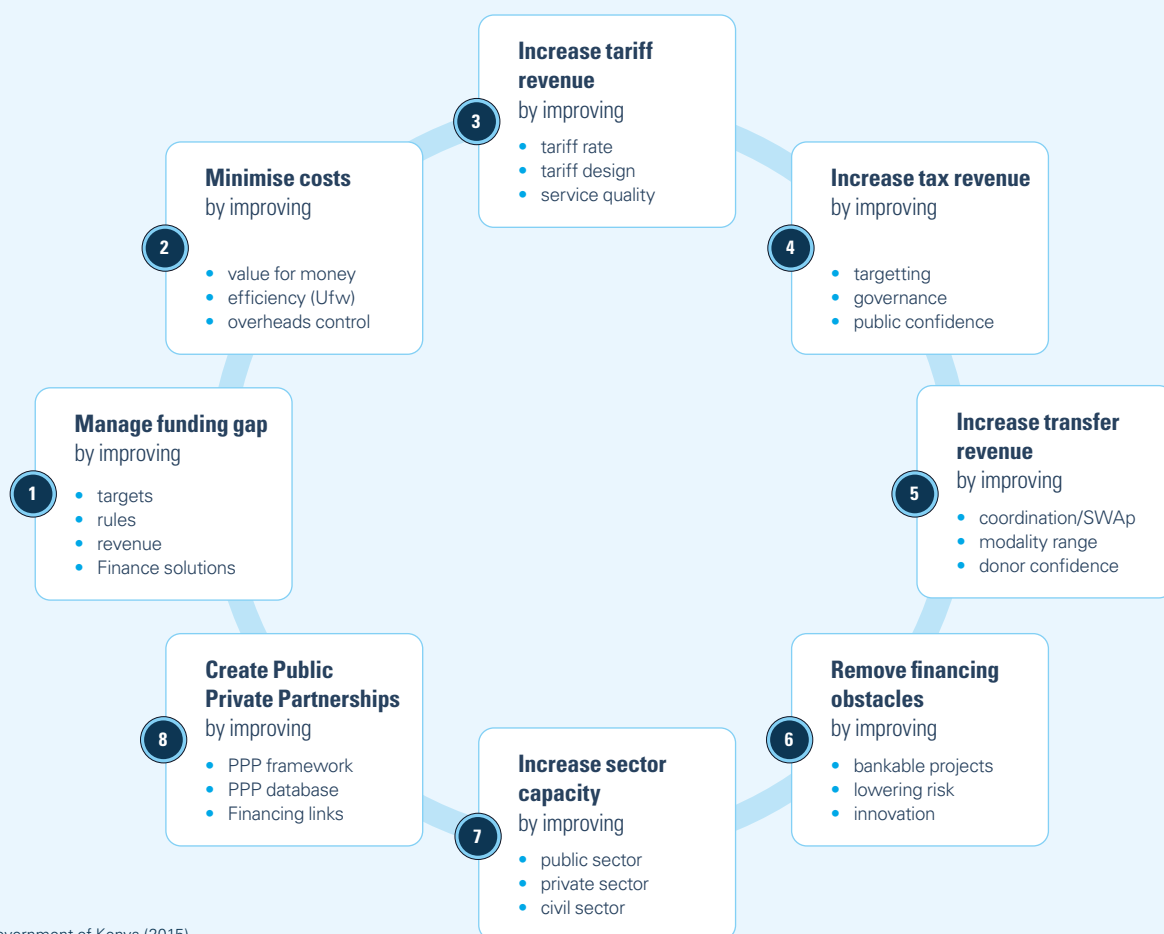 1
Manage funding gap
by improving
• targets
• rules
• revenue
• Finance solutions
2
Minimise costs
by improving
• value for money
• efficiency (Ufw)
• overheads control
3
Increase tariff
revenue
by improving
• tariff rate
• tariff design
• service quality
4
Increase tax revenue
by improving
• targetting
• governance
• public confidence
5
Increase transfer
revenue
by improving
• coordination/SWAp
• modality range
• donor confidence
6
Remove financing
obstacles
by improving
• bankable projects
• lowering risk
• innovation
7
Increase sector
capacity
by improving
• public sector
• private sector
• civil sector
8
Create Public
Private Partnerships
by improving
• PPP framework
• PPP database
• Financing links
of Kenya (2015)